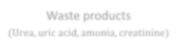 Waste products
(Urea, uric acid, amonia, creatinine)